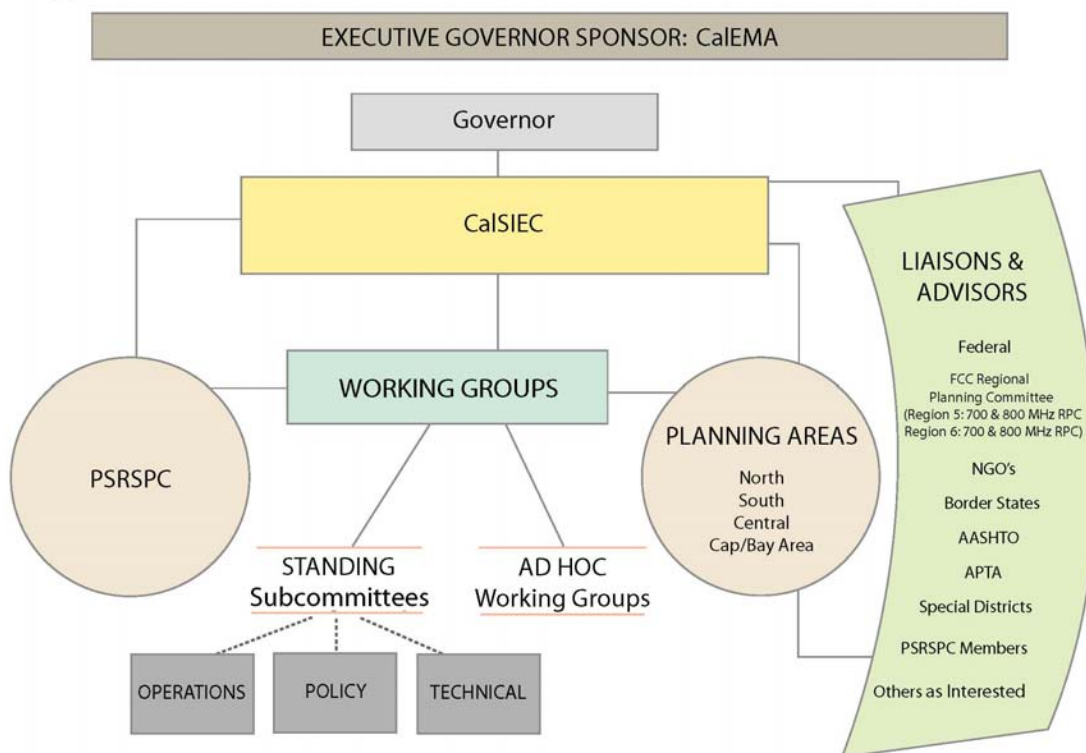 EXECUTIVE GOVERNOR SPONSOR: CalEMA
Governor
CalSIEC
WORKING GROUPS
PSRSPC
PLANNING AREAS
North
South
Central
Cap/Bay Area
STANDING
Subcommittees
AD HOC
Working Groups
OPERATIONS
POLICY
TECHNICAL
LIAISONS &
ADVISORS
Federal
FCC Regional
Planning Committee
(Region 5: 700 & 800 MHz RPC
Region 6: 700 & 800 MHz RPC)
NGO's
Border States
AASHTO
APTA
Special Districts
PSRSPC Members
Others as Interested